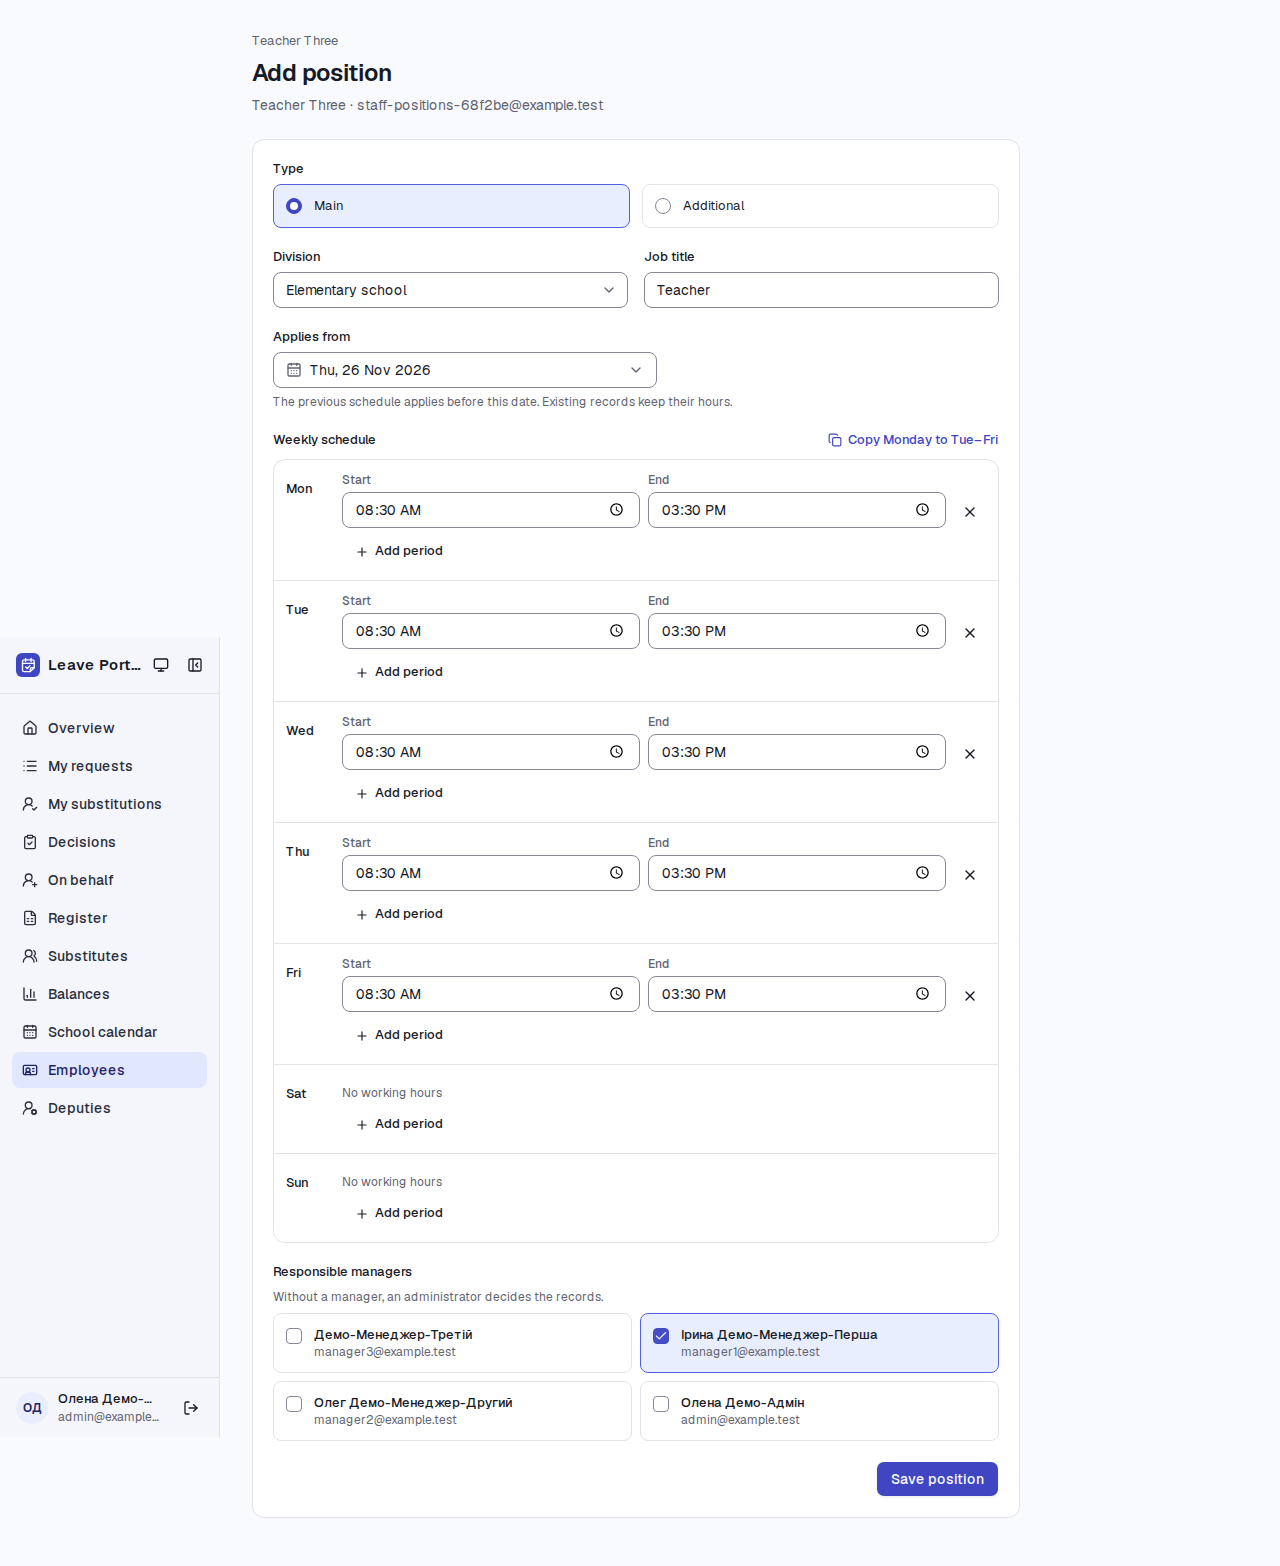 Teacher Three
Add position
Teacher Three · staff-positions-68f2be@example.test
Type
Main
Additional
Division
Job title
Elementary school
Teacher
Applies from
Thu, 26 Nov 2026
The previous schedule applies before this date. Existing records keep their hours.
Weekly schedule
Copy Monday to Tue–Fri
Mon
Start
End
08:30 AM
03:30 PM
Add period
Tue
Start
End
08:30 AM
03:30 PM
Add period
Wed
Start
End
08:30 AM
03:30 PM
Add period
Thu
Start
End
08:30 AM
03:30 PM
Add period
Fri
Start
End
08:30 AM
03:30 PM
Add period
Sat
No working hours
Add period
Sun
No working hours
Add period
Responsible managers
Without a manager, an administrator decides the records.
Демо-Менеджер-Третій
manager3@example.test
Ірина Демо-Менеджер-Перша
manager1@example.test
Олег Демо-Менеджер-Другий
manager2@example.test
Олена Демо-Адмін
admin@example.test
Save position
Leave Port...
Overview
My requests
My substitutions
Decisions
On behalf
Register
Substitutes
Balances
School calendar
Employees
Deputies
ОД
Олена Демо-...
admin@example...